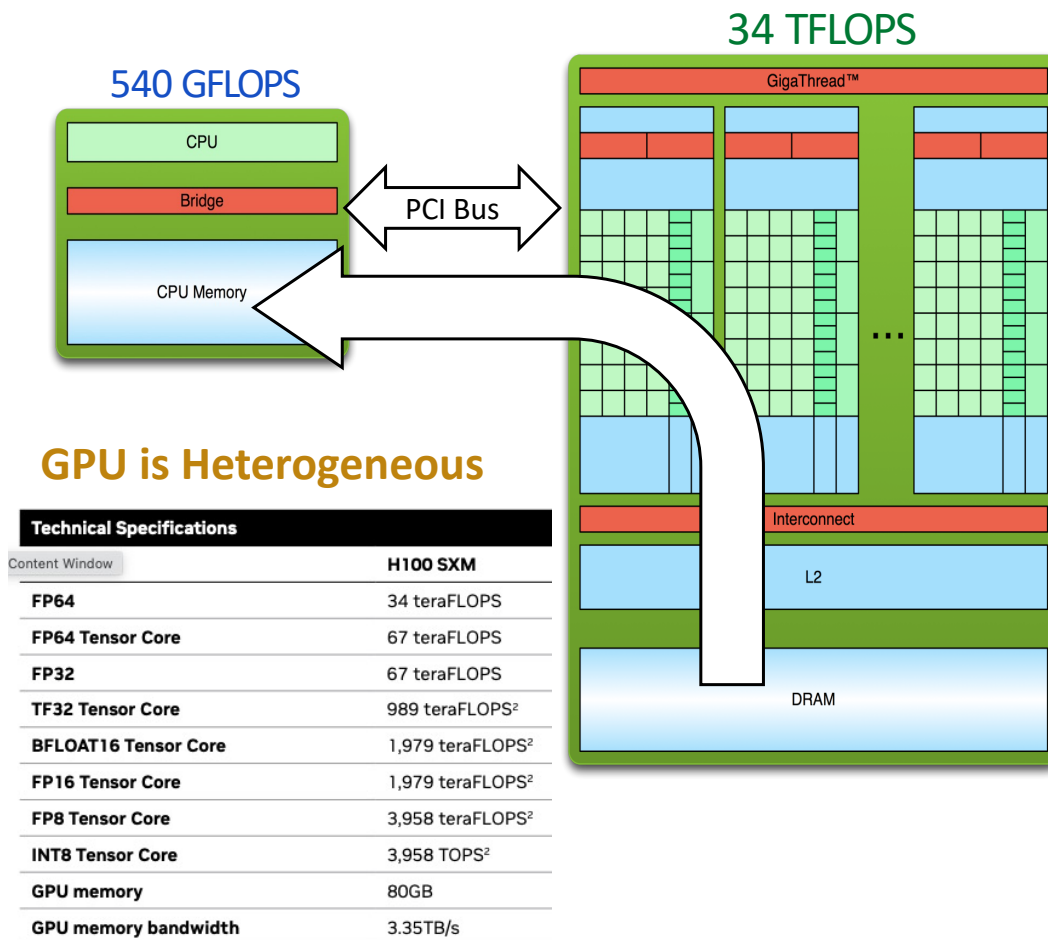 34 TFLOPS
540 GFLOPS
GigaThread™
CPU
Bridge
PCI Bus
CPU Memory
...
GPU is Heterogeneous
Interconnect
L2
DRAM
Technical Specifications
Content Window
H100 SXM
FP64 34 teraFLOPS
FP64 Tensor Core 67 teraFLOPS
FP32 67 teraFLOPS
TF32 Tensor Core 989 teraFLOPS²
BFLOAT16 Tensor Core 1,979 teraFLOPS²
FP16 Tensor Core 1,979 teraFLOPS²
FP8 Tensor Core 3,958 teraFLOPS²
INT8 Tensor Core 3,958 TOPS²
GPU memory 80GB
GPU memory bandwidth 3.35TB/s